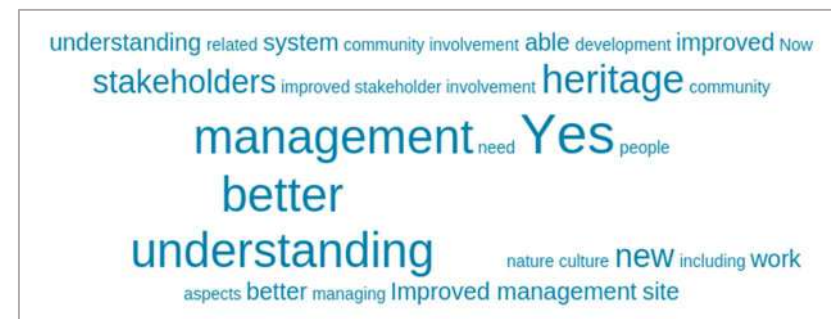 understanding related system community involvement able development improved Now
stakeholders improved stakeholder involvement heritage community
management need Yes people
better
understanding nature culture new including work
aspects better managing Improved management site